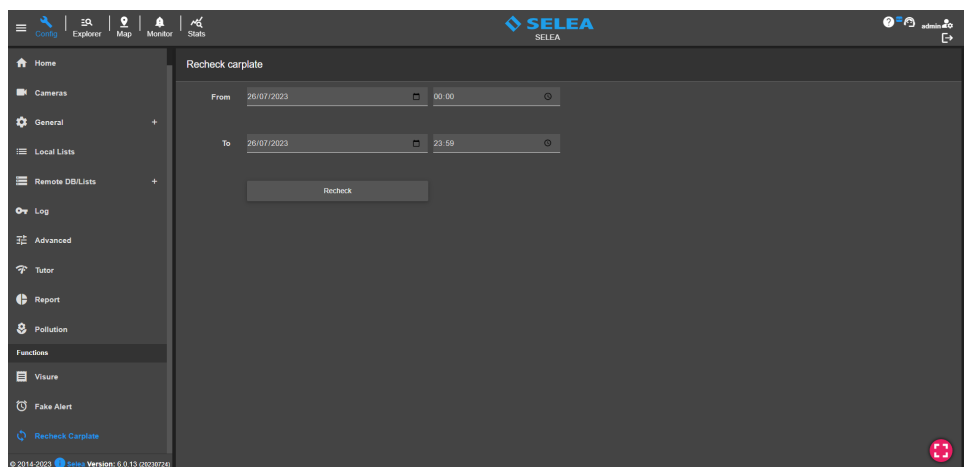 Config Explorer Map Monitor Stats
SELEA
SELEA
admin
Home
Recheck carplate
Cameras
From 26/07/2023 00:00
General +
To 26/07/2023 23:59
Local Lists
Remote DB/Lists +
Recheck
Log
Advanced
Tutor
Report
Pollution
Functions
Visure
Fake Alert
Recheck Carplate
© 2014-2023 Selea Version: 6.0.13 (20230724)